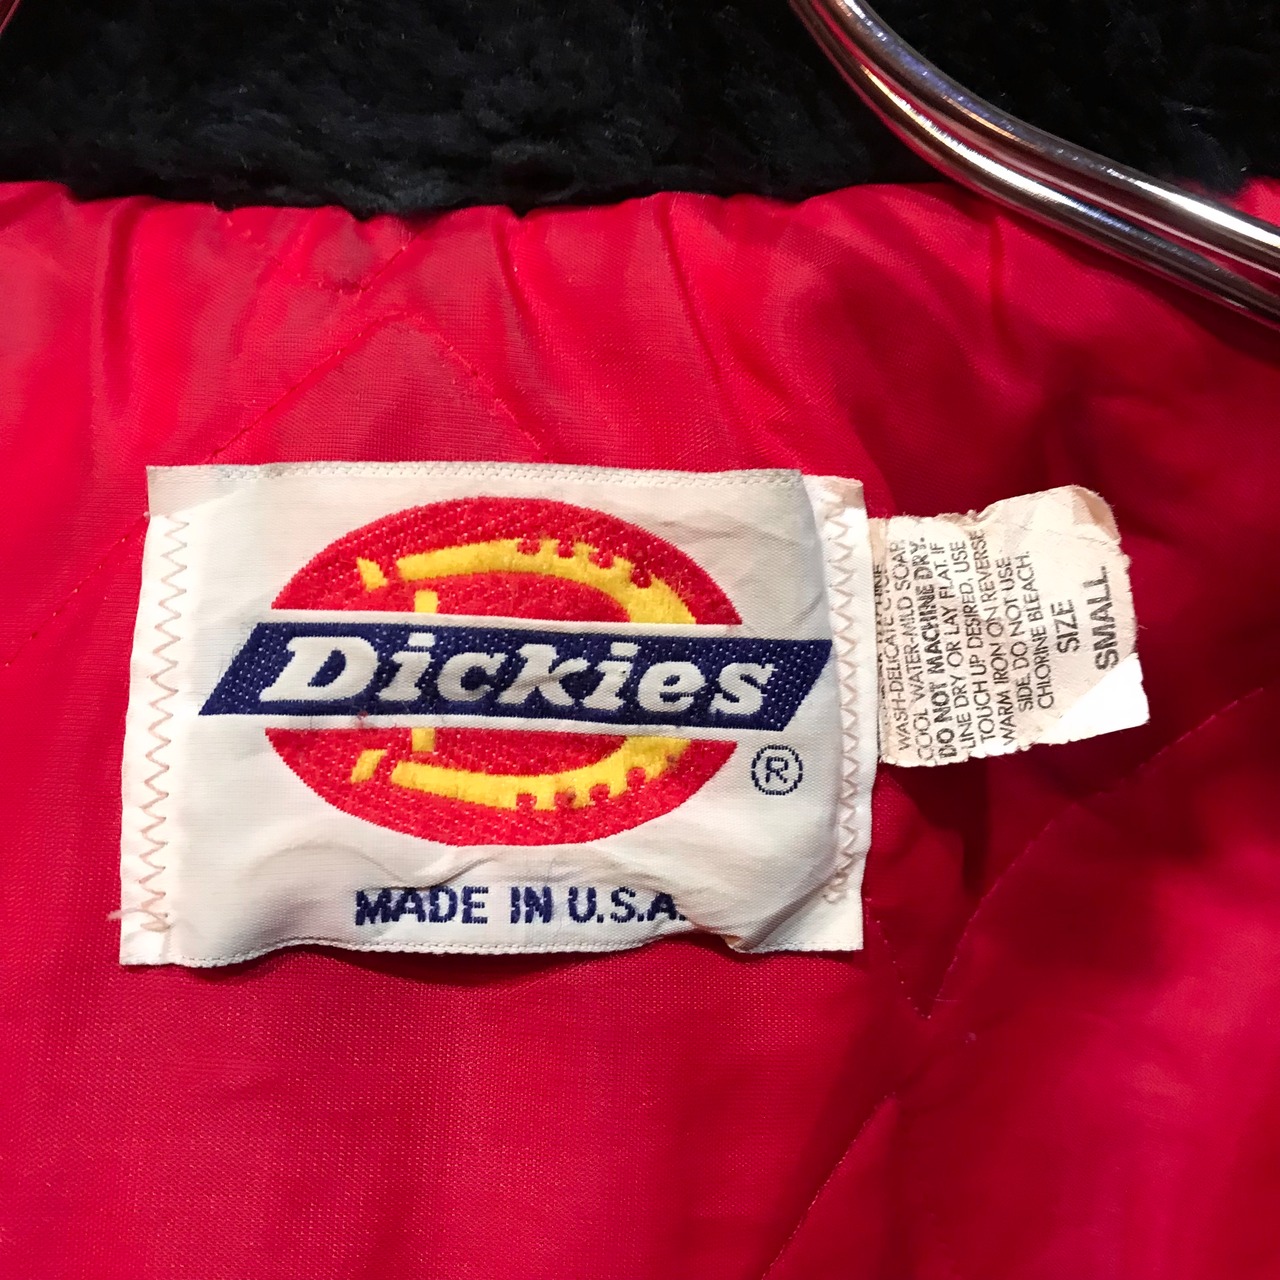 Dickies
®
MADE IN U.S.A.
WASH-DELICATE CYCLE
COOL WATER-MILD SOAP.
DO NOT MACHINE DRY.
LINE DRY OR LAY FLAT. IF
TOUCH UP DESIRED, USE
WARM IRON ON REVERSE
SIDE. DO NOT USE
CHLORINE BLEACH.
SIZE
SMALL